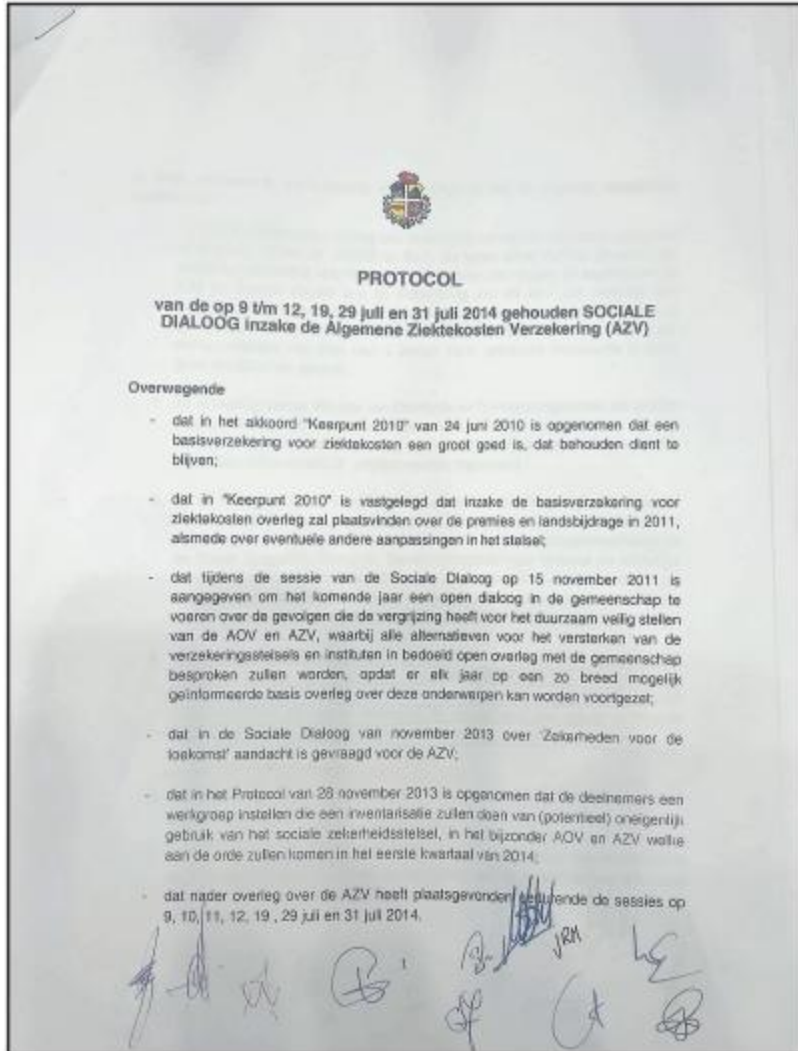 PROTOCOL
van de op 9 t/m 12, 19, 29 juli en 31 juli 2014 gehouden SOCIALE
DIALOOG inzake de Algemene Ziektekosten Verzekering (AZV)
Overwegende
- dat in het akkoord "Keerpunt 2010" van 24 juni 2010 is opgenomen dat een
basisverzekering voor ziektekosten een groot goed is, dat behouden dient te
blijven;
- dat in "Keerpunt 2010" is vastgelegd dat inzake de basisverzekering voor
ziektekosten overleg zal plaatsvinden over de premies en landsbijdrage in 2011,
alsmede over eventuele andere aanpassingen in het stelsel;
- dat tijdens de sessie van de Sociale Dialoog op 15 november 2011 is
aangegeven om het komende jaar een open dialoog in de gemeenschap te
voeren over de gevolgen die de vergrijzing heeft voor het duurzaam veilig stellen
van de AOV en AZV, waarbij alle alternatieven voor het versterken van de
verzekeringsstelsels en instituten in bedoeld open overleg met de gemeenschap
besproken zullen worden, opdat er elk jaar op een zo breed mogelijk
geïnformeerde basis overleg over deze onderwerpen kan worden voortgezet;
- dat in de Sociale Dialoog van november 2013 over 'Zekerheden voor de
toekomst' aandacht is gevraagd voor de AZV;
- dat in het Protocol van 28 november 2013 is opgenomen dat de deelnemers een
werkgroep instellen die een inventarisatie zullen doen van (potentieel) oneigenlijk
gebruik van het sociale zekerheidsstelsel, in het bijzonder AOV en AZV welke
aan de orde zullen komen in het eerste kwartaal van 2014;
- dat nader overleg over de AZV heeft plaatsgevonden gedurende de sessies op
9, 10, 11, 12, 19 , 29 juli en 31 juli 2014.
JRM